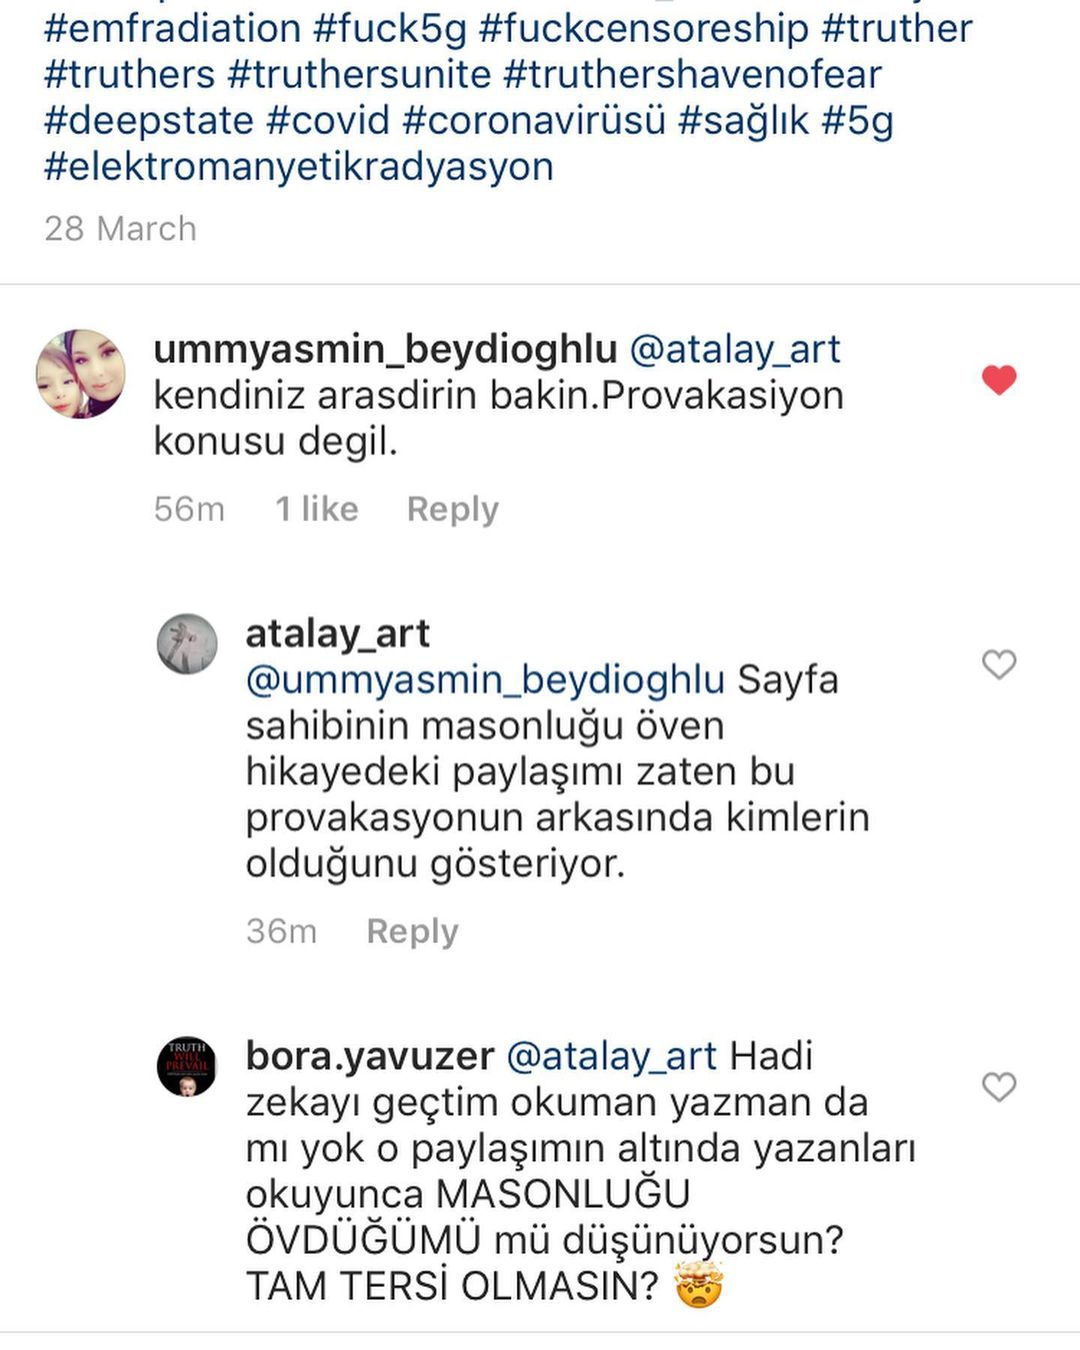 #emfradiation #fuck5g #fuckcensoreship #truther
#truthers #truthersunite #truthershavenofear
#deepstate #covid #coronavirüsü #sağlık #5g
#elektromanyetikradyasyon
28 March
ummyasmin_beydioghlu @atalay_art
kendiniz arasdirin bakin.Provakasiyon
konusu degil.
56m 1 like Reply
atalay_art
@ummyasmin_beydioghlu Sayfa
sahibinin masonluğu öven
hikayedeki paylaşımı zaten bu
provakasyonun arkasında kimlerin
olduğunu gösteriyor.
36m Reply
TRUTH
WILL
PREVAIL
bora.yavuzer @atalay_art Hadi
zekayı geçtim okuman yazman da
mı yok o paylaşımın altında yazanları
okuyunca MASONLUĞU
ÖVDÜĞÜMÜ mü düşünüyorsun?
TAM TERSİ OLMASIN? 🤯